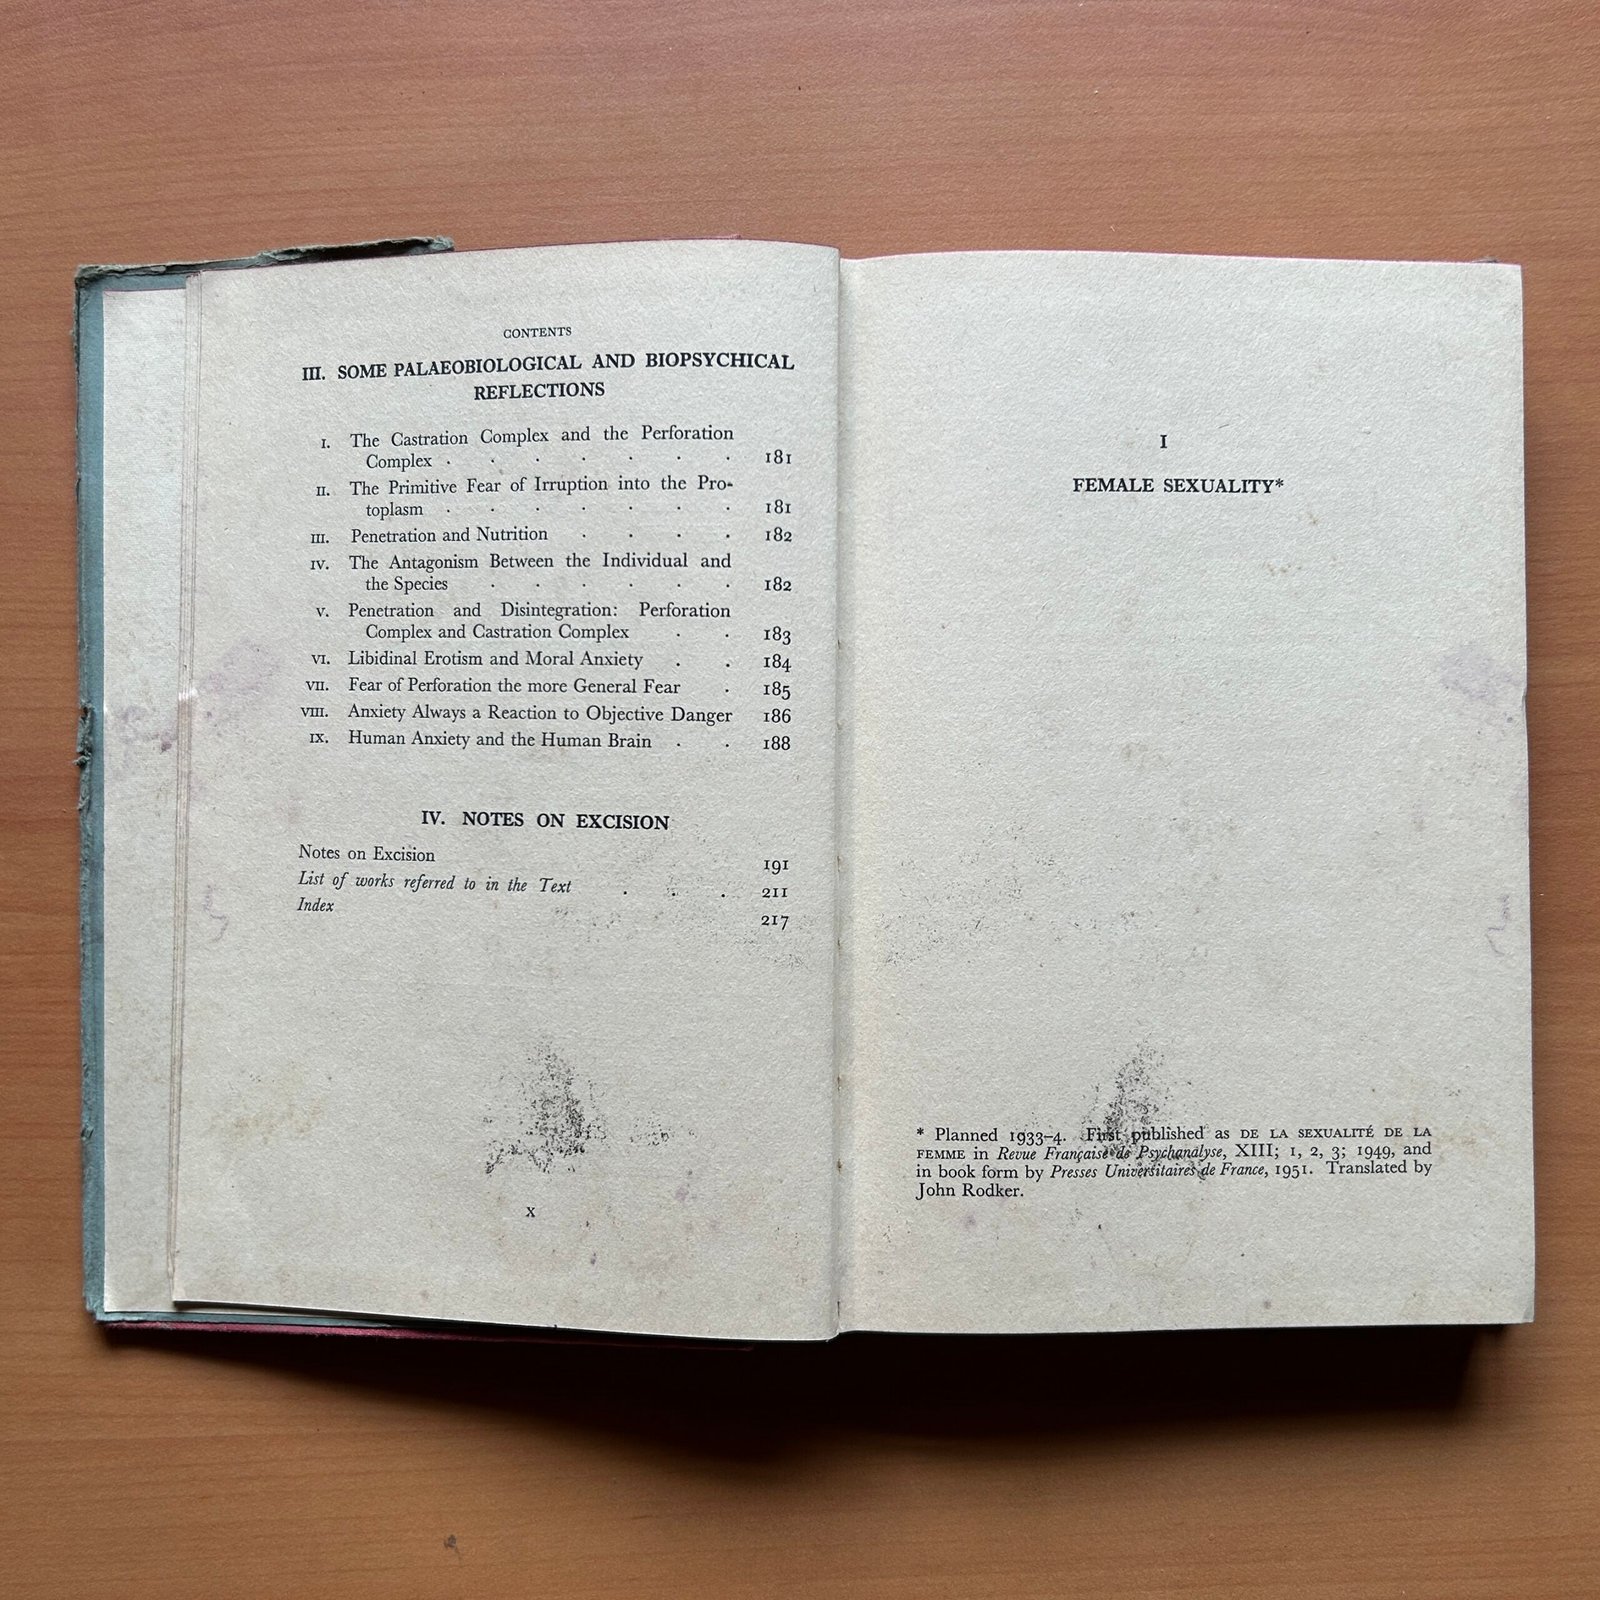 CONTENTS
III. SOME PALAEOBIOLOGICAL AND BIOPSYCHICAL
REFLECTIONS
I. The Castration Complex and the Perforation
Complex . . . . . . . 181
II. The Primitive Fear of Irruption into the Pro-
toplasm . . . . . . . 181
III. Penetration and Nutrition . . . . 182
IV. The Antagonism Between the Individual and
the Species . . . . . . 182
V. Penetration and Disintegration: Perforation
Complex and Castration Complex . . 183
VI. Libidinal Erotism and Moral Anxiety . . 184
VII. Fear of Perforation the more General Fear . 185
VIII. Anxiety Always a Reaction to Objective Danger 186
IX. Human Anxiety and the Human Brain . . 188
IV. NOTES ON EXCISION
Notes on Excision 191
List of works referred to in the Text . . . 211
Index 217
X
I
FEMALE SEXUALITY*
* Planned 1933–4. First published as DE LA SEXUALITÉ DE LA
FEMME in Revue Française de Psychanalyse, XIII; 1, 2, 3; 1949, and
in book form by Presses Universitaires de France, 1951. Translated by
John Rodker.